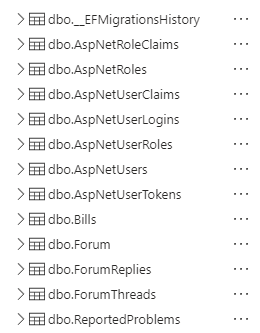 dbo.__EFMigrationsHistory
dbo.AspNetRoleClaims
dbo.AspNetRoles
dbo.AspNetUserClaims
dbo.AspNetUserLogins
dbo.AspNetUserRoles
dbo.AspNetUsers
dbo.AspNetUserTokens
dbo.Bills
dbo.Forum
dbo.ForumReplies
dbo.ForumThreads
dbo.ReportedProblems